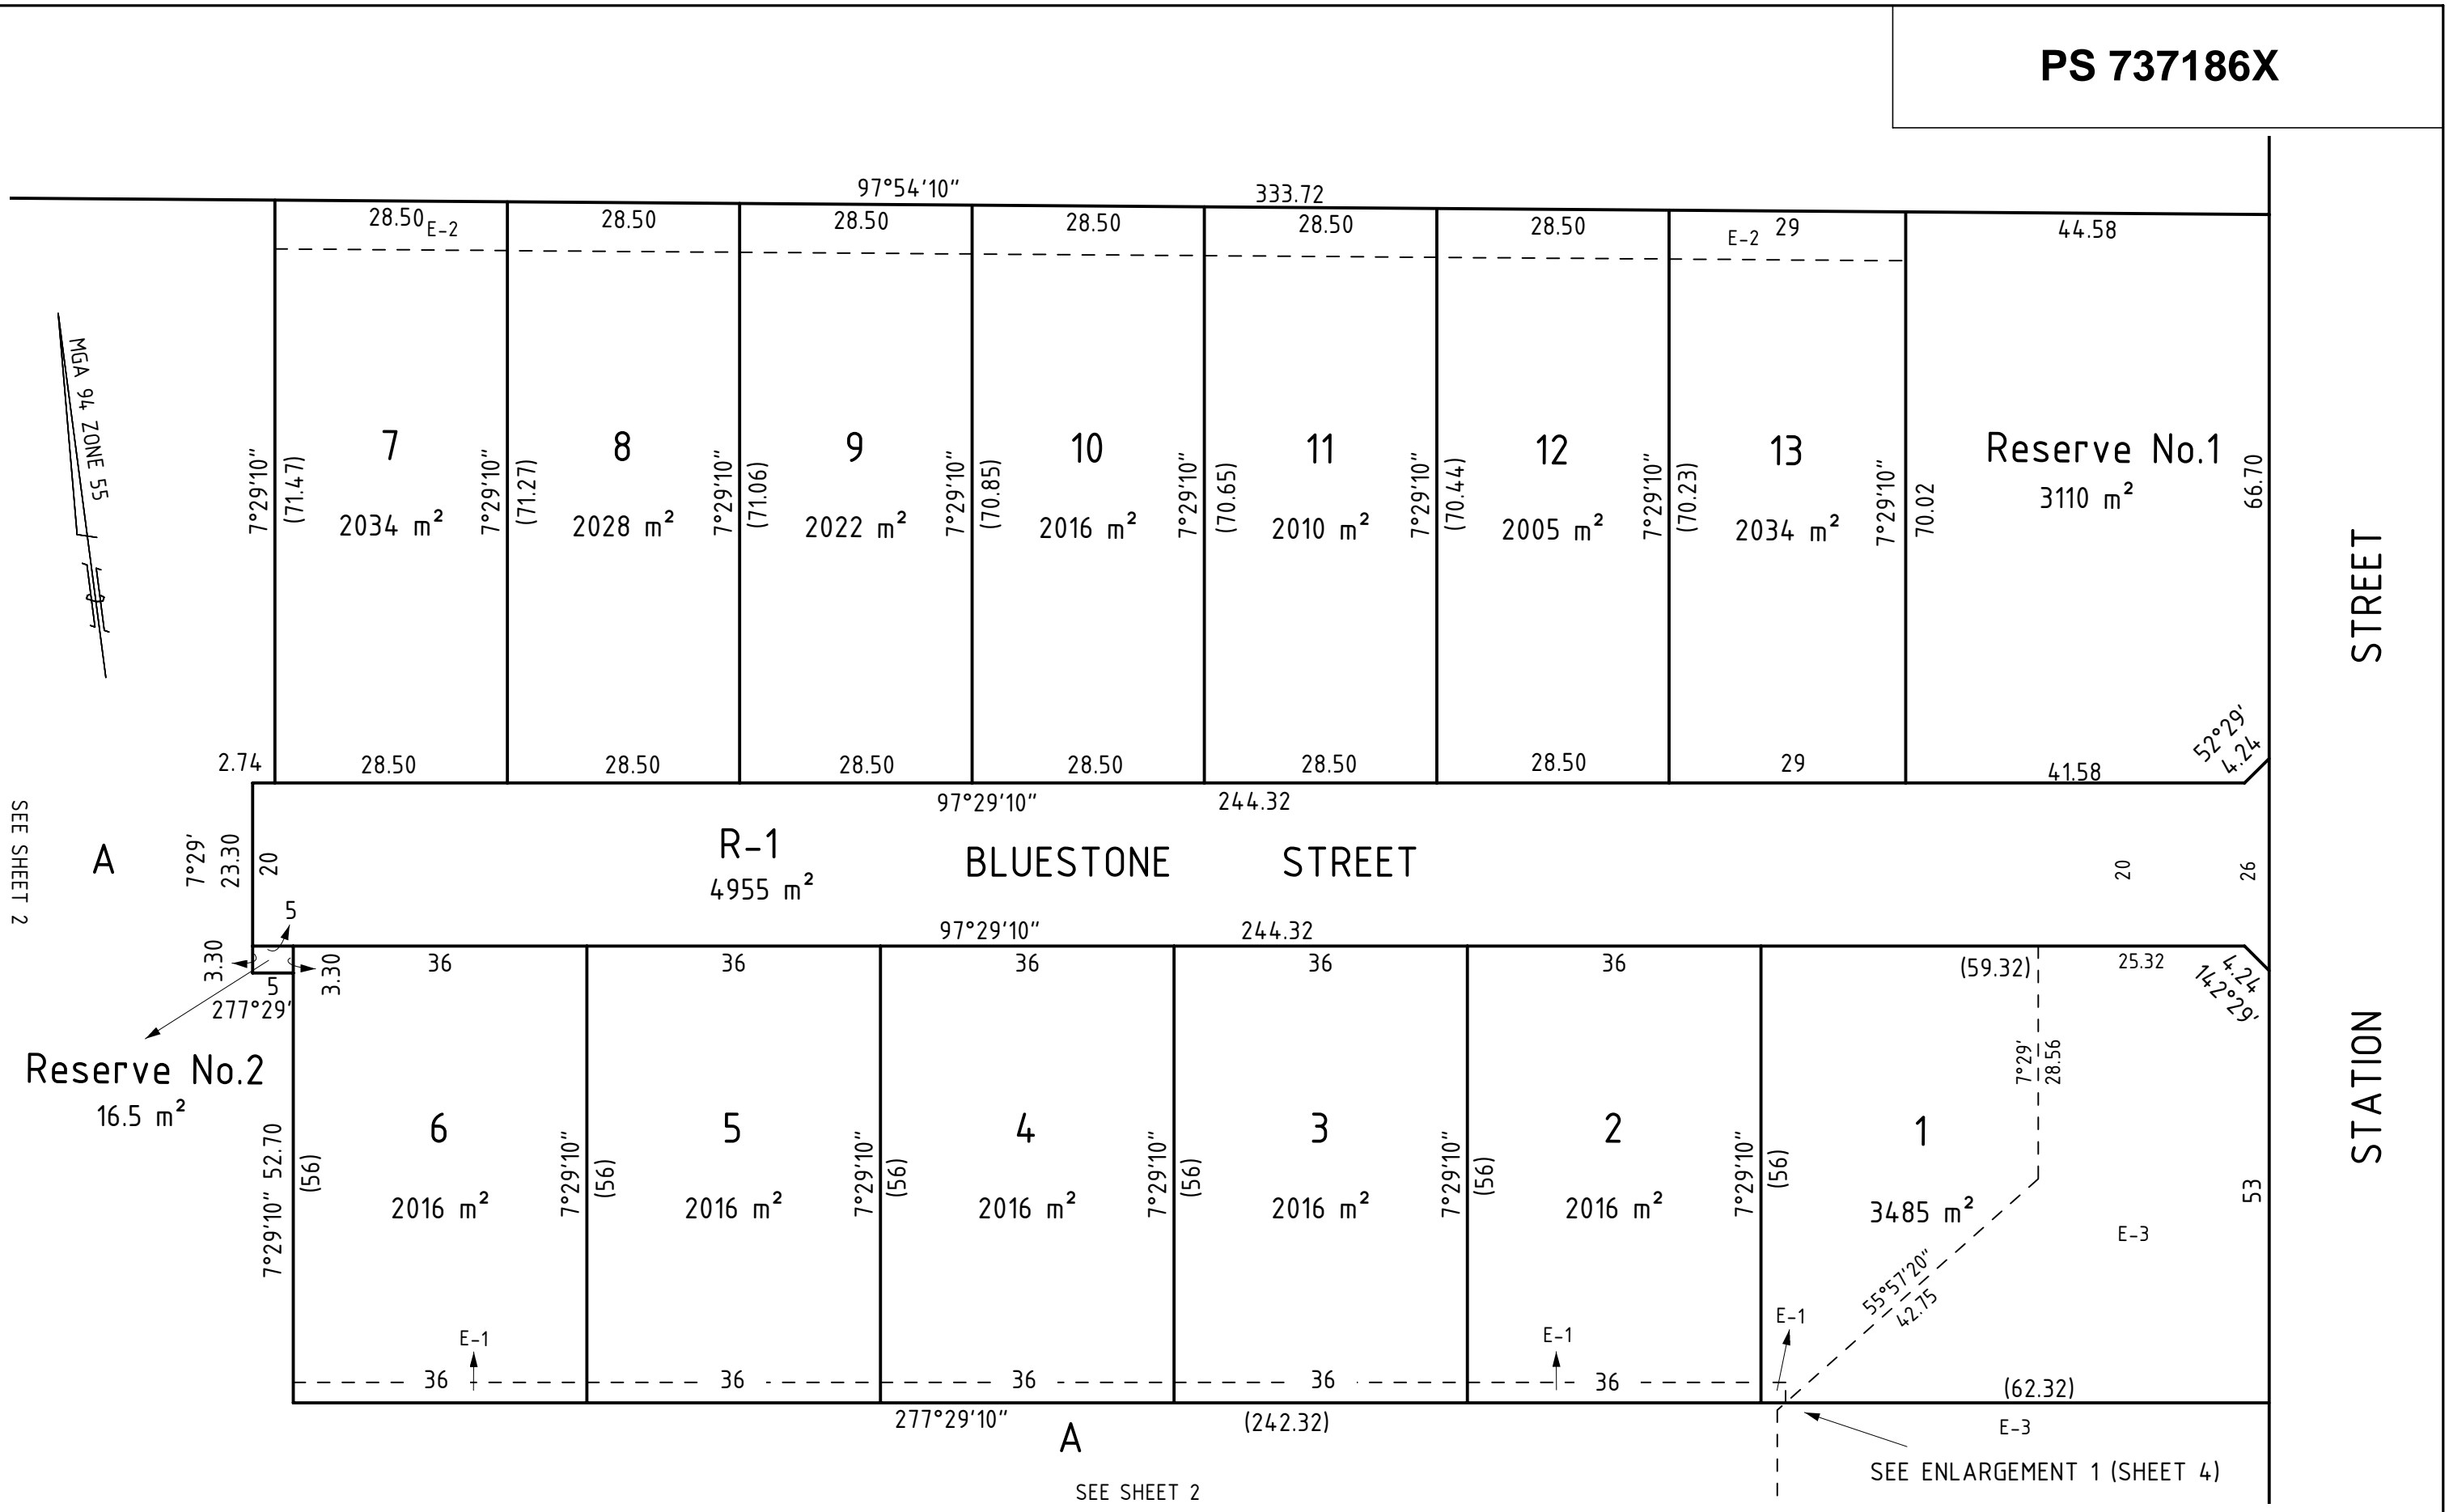 PS 737186X
97°54'10" 333.72
28.50 E-2 28.50 28.50 28.50 28.50 28.50 E-2 29 44.58
MGA 94 ZONE 55
7 8 9 10 11 12 13 Reserve No.1
2034 m² 2028 m² 2022 m² 2016 m² 2010 m² 2005 m² 2034 m² 3110 m²
7°29'10" (71.47) 7°29'10" (71.27) 7°29'10" (71.06) 7°29'10" (70.85) 7°29'10" (70.65) 7°29'10" (70.44) 7°29'10" (70.23) 7°29'10" 70.02 66.70
STREET
52°29'
4.24
2.74 28.50 28.50 28.50 28.50 28.50 28.50 29 41.58
97°29'10" 244.32
SEE SHEET 2
A
7°29'
23.30
20
R-1
4955 m²
BLUESTONE STREET
20 26
5
97°29'10" 244.32
3.30 3.30
5
277°29'
36 36 36 36 36 (59.32) 25.32
4.24
142°29'
Reserve No.2
16.5 m²
7°29'
28.56
STATION
6 5 4 3 2 1
2016 m² 2016 m² 2016 m² 2016 m² 2016 m² 3485 m²
7°29'10" 52.70 (56) 7°29'10" (56) 7°29'10" (56) 7°29'10" (56) 7°29'10" (56) 7°29'10" (56) 53
E-3
55°57'20"
42.75
E-1 E-1 E-1
36 36 36 36 36 (62.32)
277°29'10" (242.32)
A
E-3
SEE ENLARGEMENT 1 (SHEET 4)
SEE SHEET 2